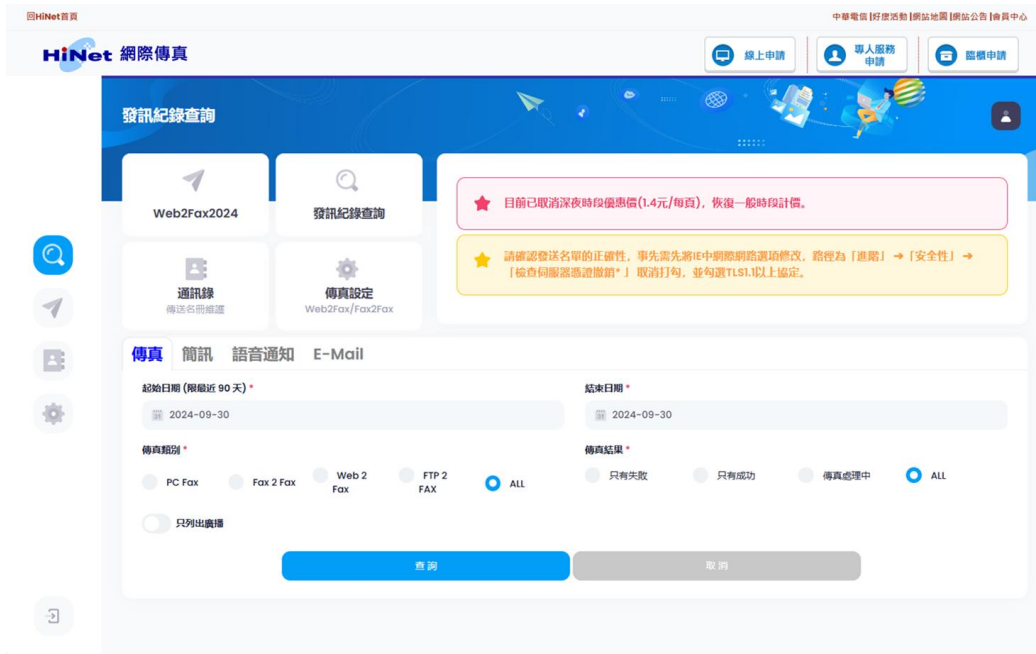 回HiNet首頁
中華電信|好康活動|網站地圖|網站公告|會員中心
HiNet 網際傳真
線上申請
專人服務
申請
臨櫃申請
發訊紀錄查詢
Web2Fax2024
發訊紀錄查詢
通訊錄
傳送名冊維護
傳真設定
Web2Fax/Fax2Fax
目前已取消深夜時段優惠價(1.4元/每頁)，恢復一般時段計價。
請確認發送名單的正確性，事先需先將IE中網際網路選項修改，路徑為「進階」→「安全性」→
「檢查伺服器憑證撤銷*」取消打勾，並勾選TLS1.1以上協定。
傳真 簡訊 語音通知 E-Mail
起始日期 (限最近 90 天) *
結束日期 *
31 2024-09-30
31 2024-09-30
傳真類別 *
傳真結果 *
PC Fax
Fax 2 Fax
Web 2
Fax
FTP 2
FAX
ALL
只有失敗
只有成功
傳真處理中
ALL
只列出廣播
查詢
取消